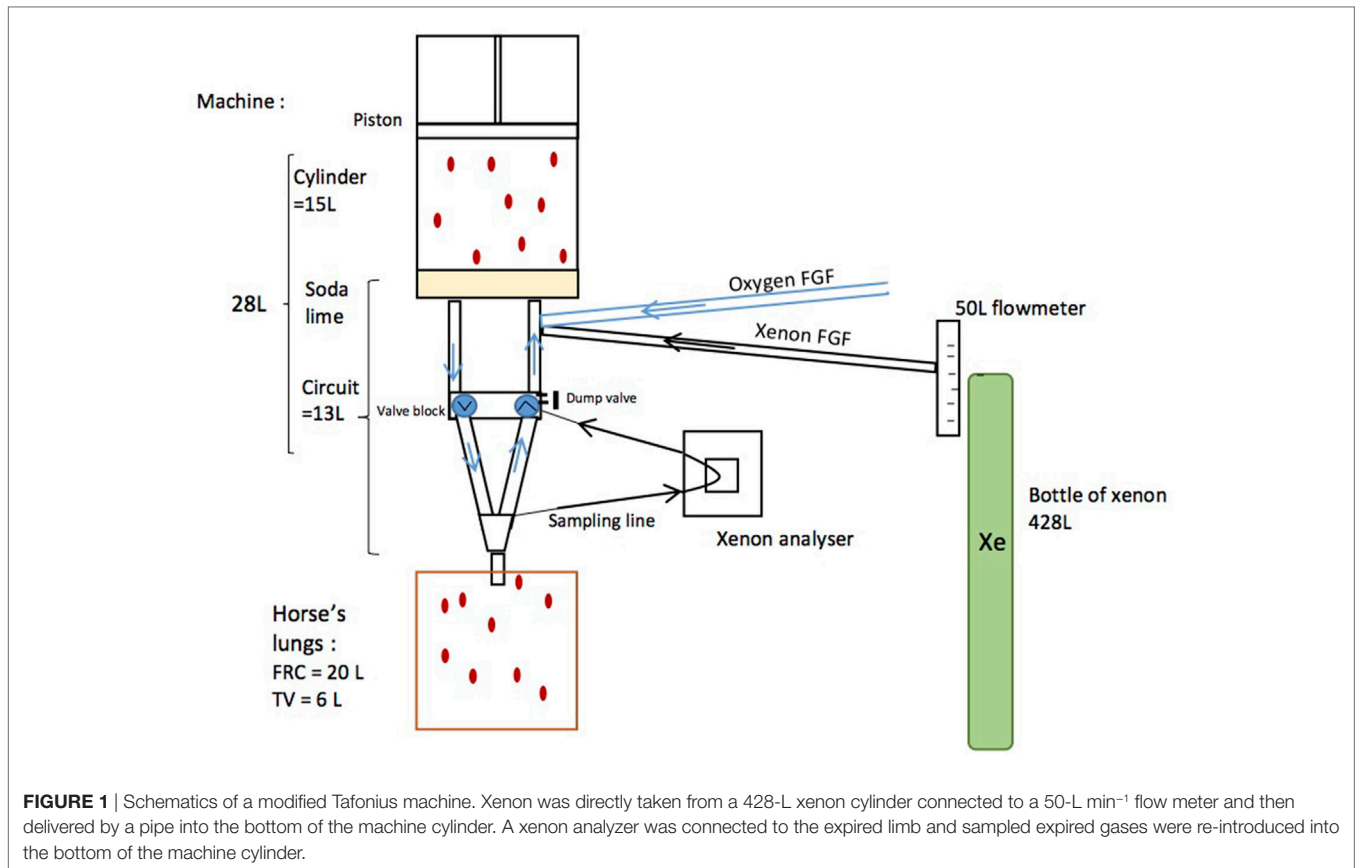 Machine :
Piston
Cylinder
=15L
Soda
lime
28L
Circuit
=13L
Valve block
Dump valve
Oxygen FGF
Xenon FGF
50L flowmeter
Sampling line
Xenon analyser
Xe
Bottle of xenon
428L
Horse's
lungs :
FRC = 20 L
TV = 6 L
FIGURE 1 | Schematics of a modified Tafonius machine. Xenon was directly taken from a 428-L xenon cylinder connected to a 50-L min⁻¹ flow meter and then
delivered by a pipe into the bottom of the machine cylinder. A xenon analyzer was connected to the expired limb and sampled expired gases were re-introduced into
the bottom of the machine cylinder.